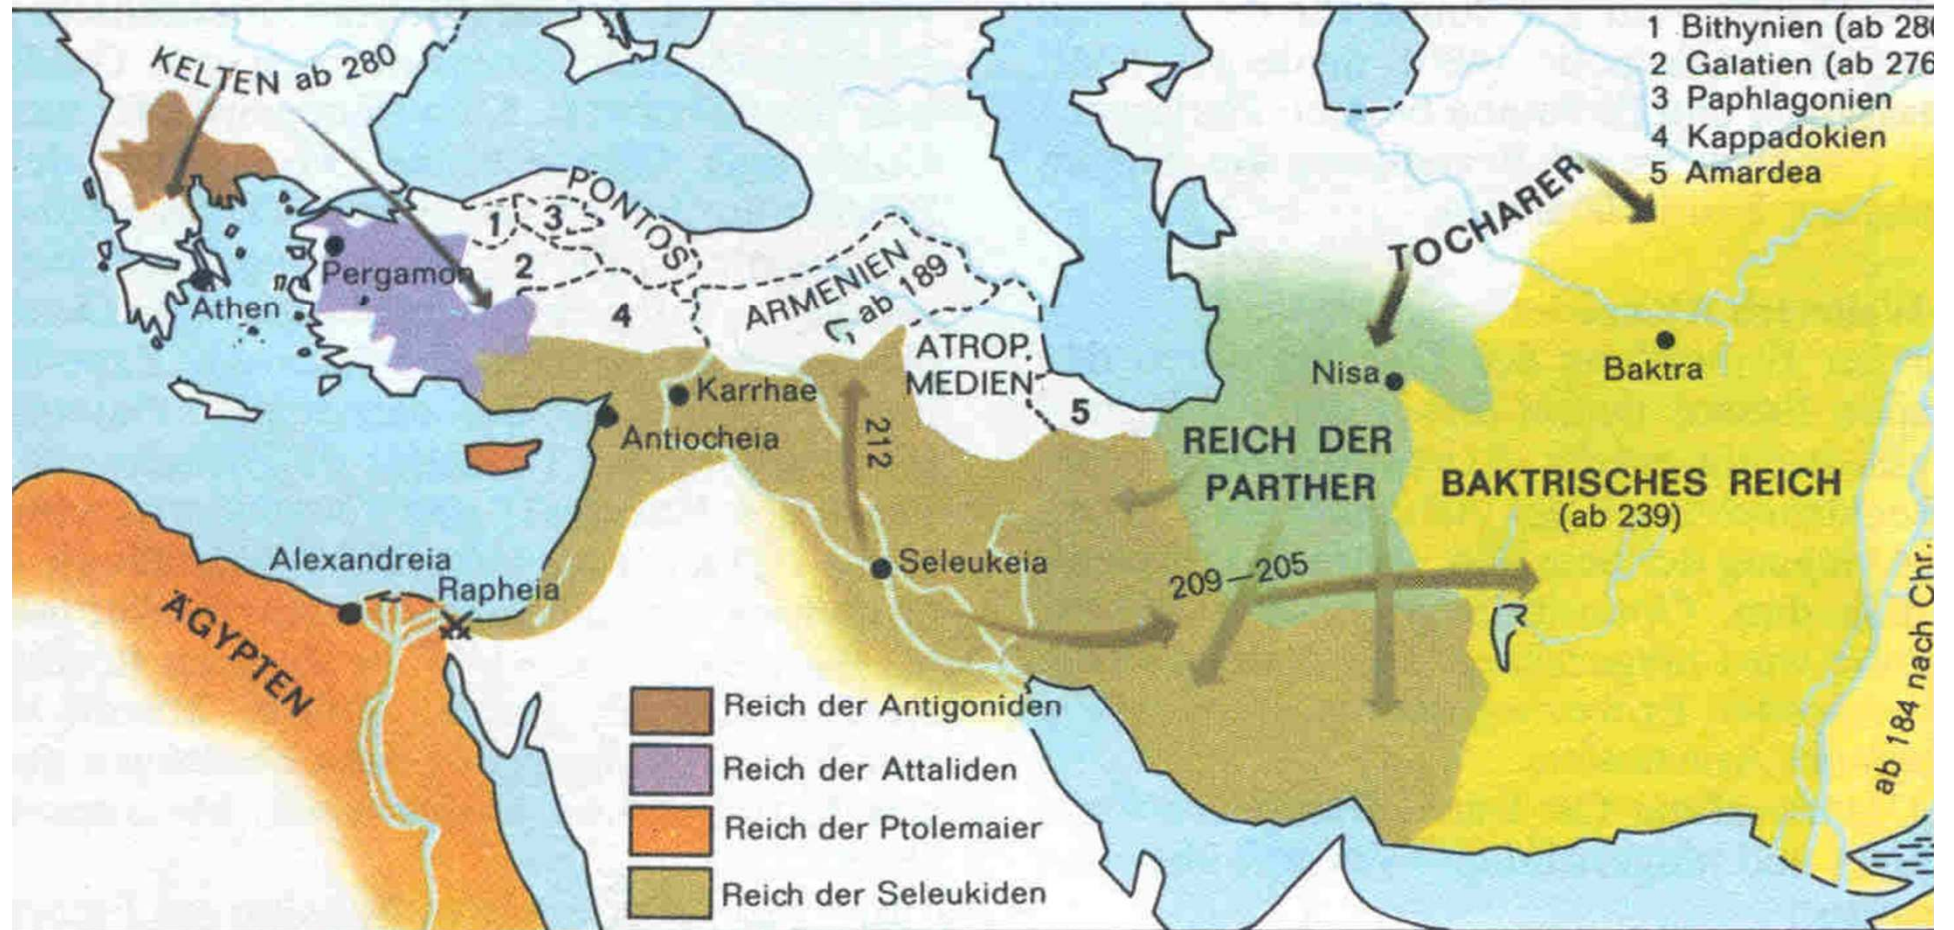 KELTEN ab 280
1 Bithynien (ab 280
2 Galatien (ab 276
3 Paphlagonien
4 Kappadokien
5 Amardea
PONTOS
TOCHARER
1
3
2
4
Pergamon
Athen
ARMENIEN
ab 189
ATROP.
MEDIEN
5
Nisa
Baktra
Karrhae
Antiocheia
212
REICH DER
PARTHER
BAKTRISCHES REICH
(ab 239)
Alexandreia
Rapheia
Seleukeia
209–205
ÄGYPTEN
ab 184 nach Chr.
Reich der Antigoniden
Reich der Attaliden
Reich der Ptolemaier
Reich der Seleukiden